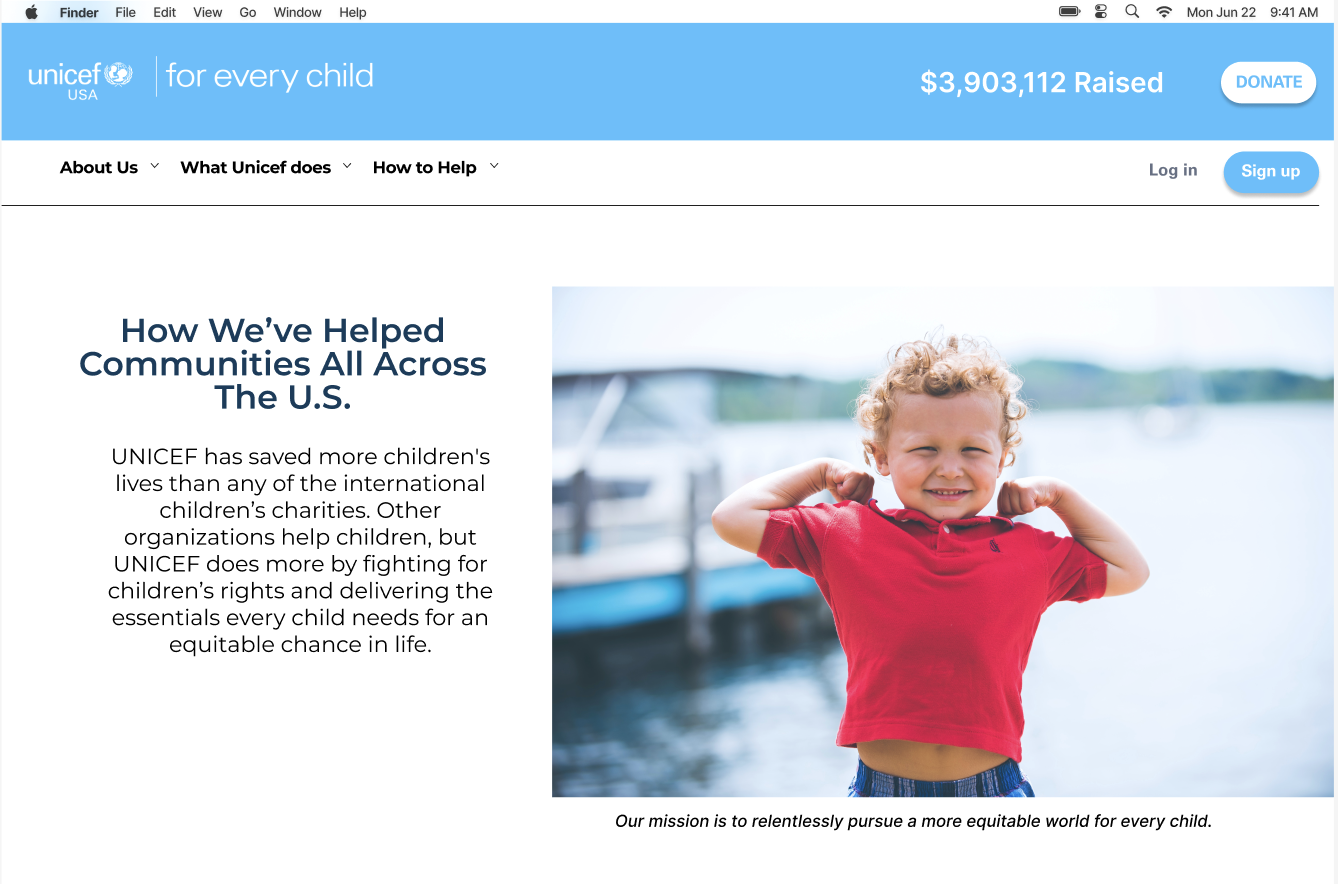 Finder File Edit View Go Window Help Mon Jun 22 9:41 AM
unicef for every child
USA
$3,903,112 Raised
DONATE
About Us What Unicef does How to Help
Log in
Sign up
How We’ve Helped
Communities All Across
The U.S.
UNICEF has saved more children's
lives than any of the international
children’s charities. Other
organizations help children, but
UNICEF does more by fighting for
children’s rights and delivering the
essentials every child needs for an
equitable chance in life.
Our mission is to relentlessly pursue a more equitable world for every child.